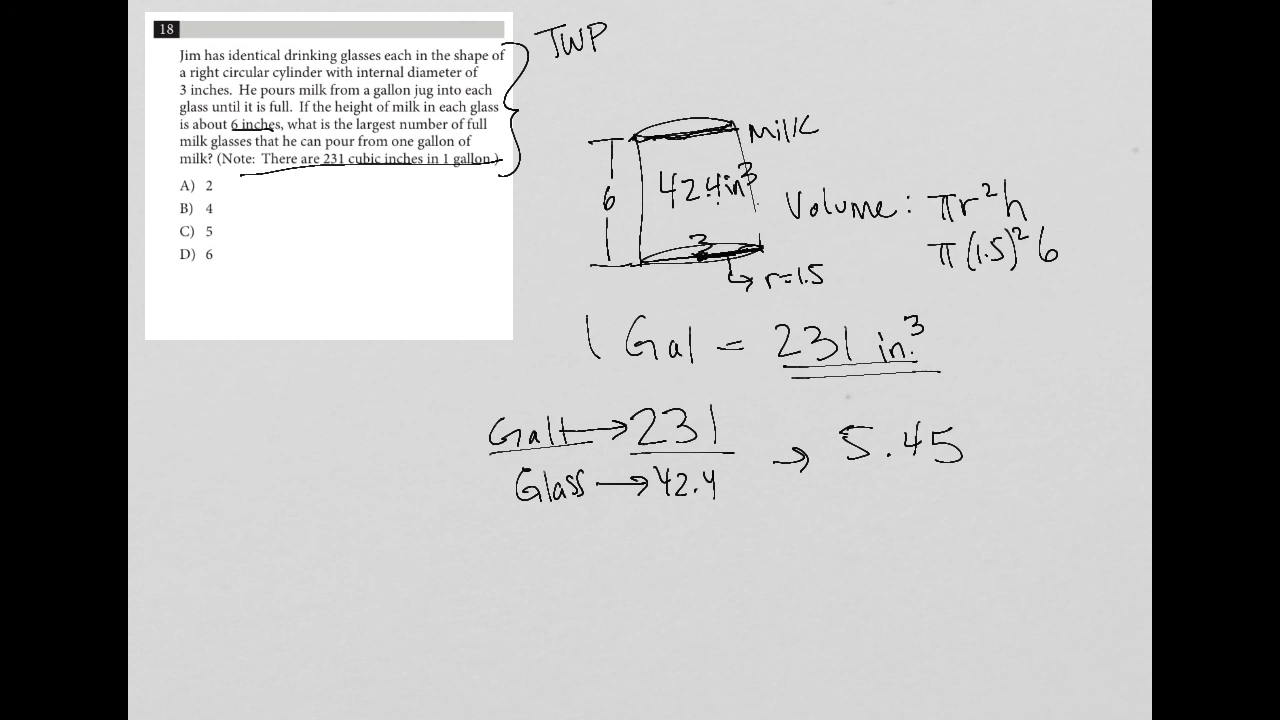 18
Jim has identical drinking glasses each in the shape of
a right circular cylinder with internal diameter of
3 inches. He pours milk from a gallon jug into each
glass until it is full. If the height of milk in each glass
is about 6 inches, what is the largest number of full
milk glasses that he can pour from one gallon of
milk? (Note: There are 231 cubic inches in 1 gallon.)
A) 2
B) 4
C) 5
D) 6
TWP
Milk
6
42.4in³
3
r=1.5
Volume: πr²h
π(1.5)²6
1 Gal = 231 in.³
Gal → 231
Glass → 42.4
→ 5.45